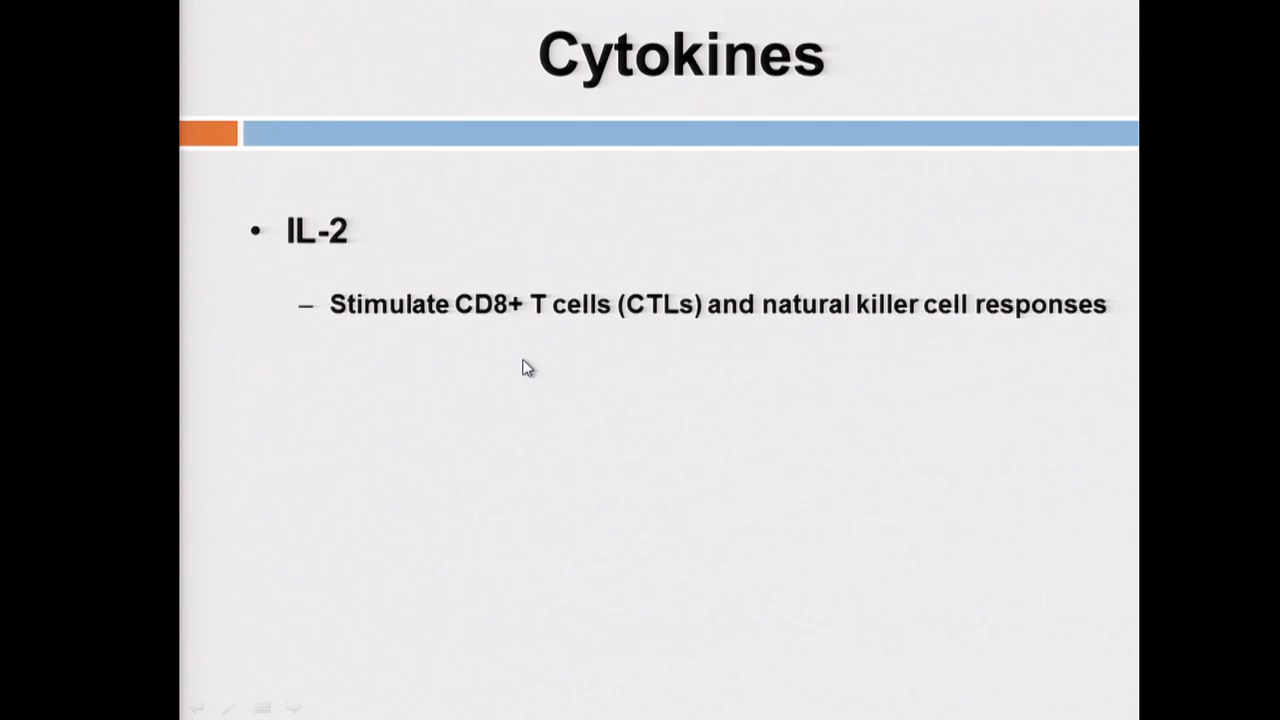 Cytokines
• IL-2
– Stimulate CD8+ T cells (CTLs) and natural killer cell responses